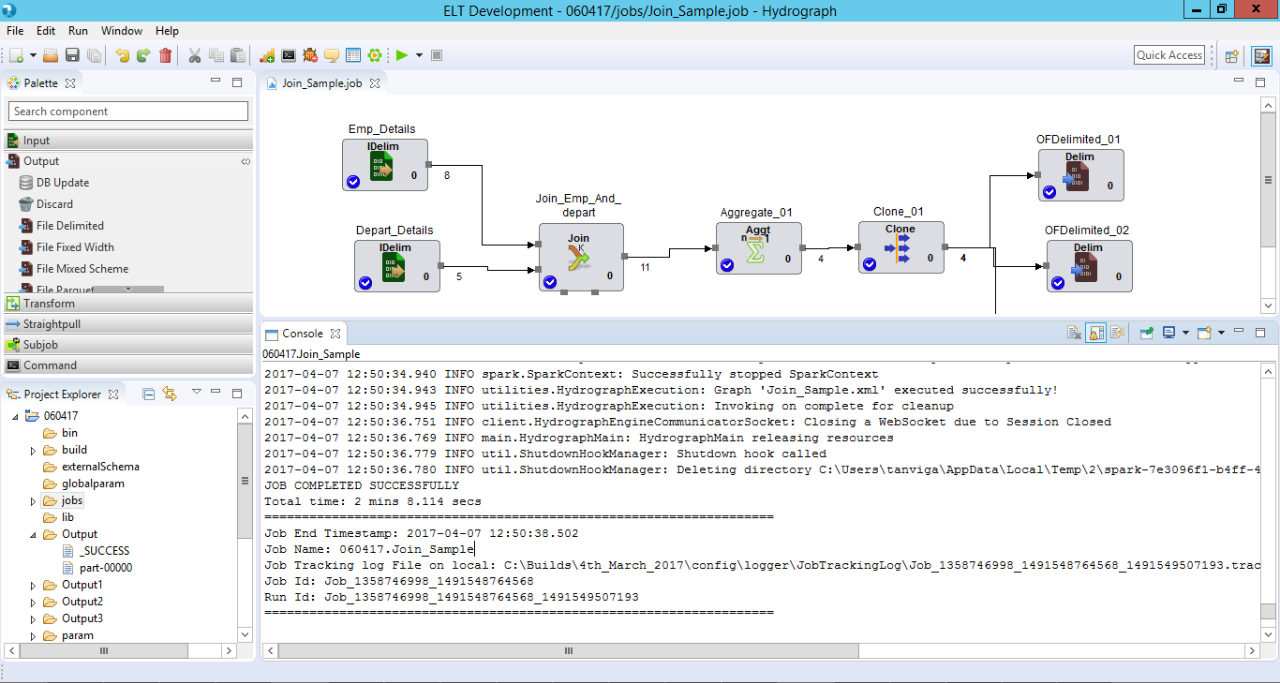 ELT Development - 060417/jobs/Join_Sample.job - Hydrograph
File Edit Run Window Help
Quick Access
Palette
Search component
Input
Output
DB Update
Discard
File Delimited
File Fixed Width
File Mixed Scheme
File Parquet
Transform
Straightpull
Subjob
Command
Project Explorer
060417
bin
build
externalSchema
globalparam
jobs
lib
Output
_SUCCESS
part-00000
Output1
Output2
Output3
param
Join_Sample.job
Emp_Details
IDelim
0
8
Depart_Details
IDelim
0
5
Join_Emp_And_
depart
Join
K
0
11
Aggregate_01
Aggt
0
4
Clone_01
Clone
0
4
OFDelimited_01
Delim
0
OFDelimited_02
Delim
0
Console
060417.Join_Sample
2017-04-07 12:50:34.940 INFO spark.SparkContext: Successfully stopped SparkContext
2017-04-07 12:50:34.943 INFO utilities.HydrographExecution: Graph 'Join_Sample.xml' executed successfully!
2017-04-07 12:50:34.945 INFO utilities.HydrographExecution: Invoking on complete for cleanup
2017-04-07 12:50:36.751 INFO client.HydrographEngineCommunicatorSocket: Closing a WebSocket due to Session Closed
2017-04-07 12:50:36.769 INFO main.HydrographMain: HydrographMain releasing resources
2017-04-07 12:50:36.779 INFO util.ShutdownHookManager: Shutdown hook called
2017-04-07 12:50:36.780 INFO util.ShutdownHookManager: Deleting directory C:\Users\tanviga\AppData\Local\Temp\2\spark-7e3096f1-b4ff-4
JOB COMPLETED SUCCESSFULLY
Total time: 2 mins 8.114 secs
====================================================================
Job End Timestamp: 2017-04-07 12:50:38.502
Job Name: 060417.Join_Sample
Job Tracking log File on local: C:\Builds\4th_March_2017\config\logger\JobTrackingLog\Job_1358746998_1491548764568_1491549507193.trac
Job Id: Job_1358746998_1491548764568
Run Id: Job_1358746998_1491548764568_1491549507193
====================================================================